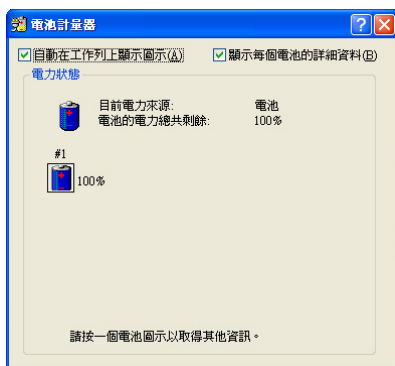 電池計量器
自動在工作列上顯示圖示(A) 顯示每個電池的詳細資料(E)
電力狀態
目前電力來源: 電池
電池的電力總共剩餘: 100%
#1
100%
請按一個電池圖示以取得其他資訊。